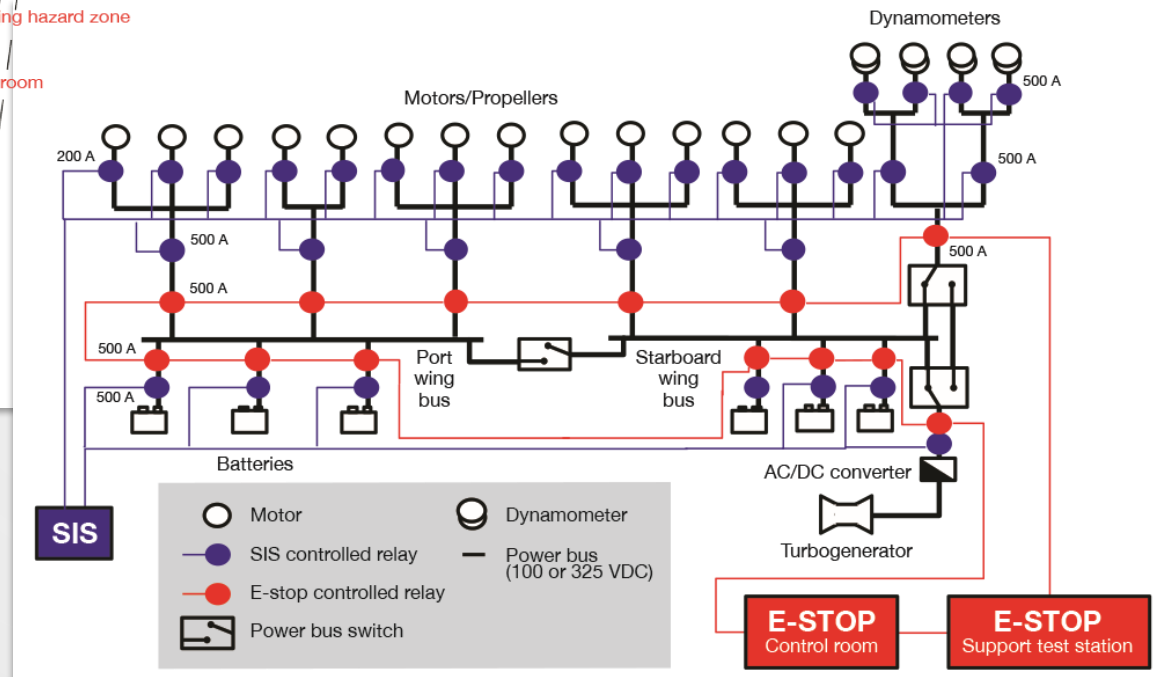 ing hazard zone
room
Dynamometers
500 A
Motors/Propellers
200 A
500 A
500 A
500 A
500 A
500 A
Port
wing
bus
Starboard
wing
bus
500 A
Batteries
AC/DC converter
Turbogenerator
SIS
Motor
Dynamometer
SIS controlled relay
Power bus
(100 or 325 VDC)
E-stop controlled relay
Power bus switch
E-STOP
Control room
E-STOP
Support test station